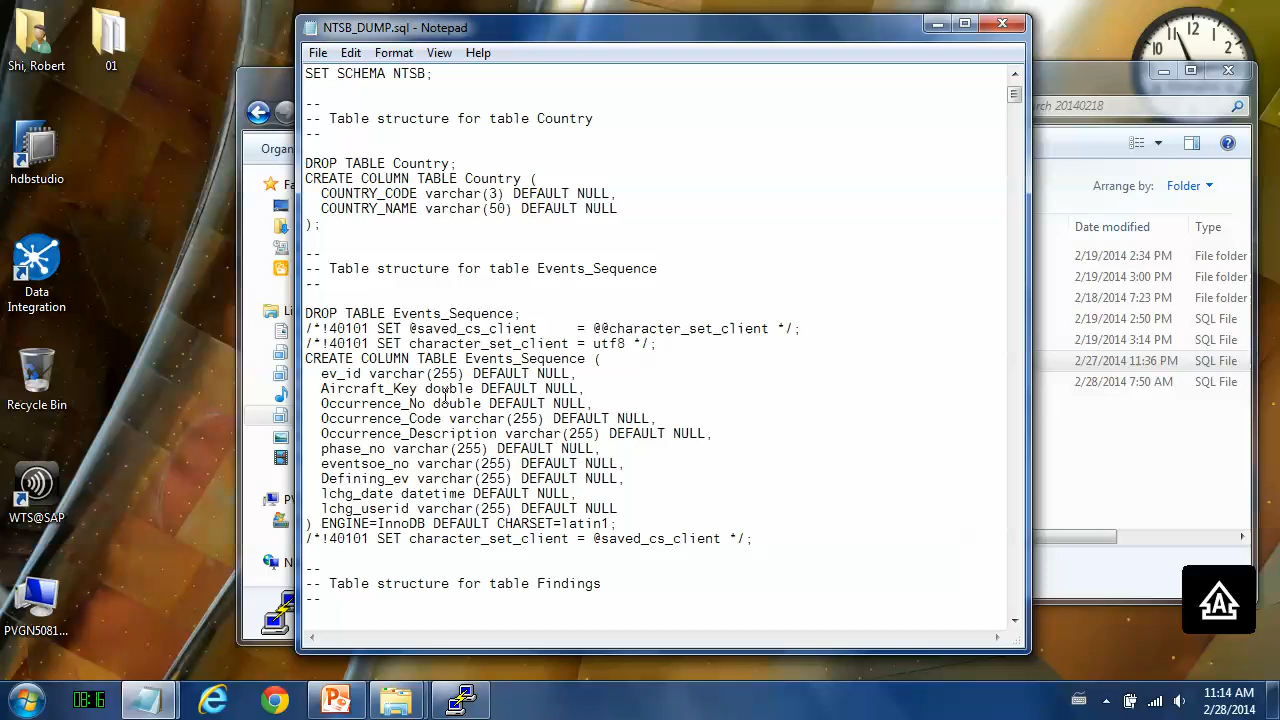 Shi, Robert
01
hdbstudio
Data
Integration
Recycle Bin
WTS@SAP
PVGN5081...
NTSB_DUMP.sql - Notepad
File Edit Format View Help
SET SCHEMA NTSB;
--
-- Table structure for table Country
--
DROP TABLE Country;
CREATE COLUMN TABLE Country (
COUNTRY_CODE varchar(3) DEFAULT NULL,
COUNTRY_NAME varchar(50) DEFAULT NULL
);
--
-- Table structure for table Events_Sequence
--
DROP TABLE Events_Sequence;
/*!40101 SET @saved_cs_client     = @@character_set_client */;
/*!40101 SET character_set_client = utf8 */;
CREATE COLUMN TABLE Events_Sequence (
ev_id varchar(255) DEFAULT NULL,
Aircraft_Key double DEFAULT NULL,
Occurrence_No double DEFAULT NULL,
Occurrence_Code varchar(255) DEFAULT NULL,
Occurrence_Description varchar(255) DEFAULT NULL,
phase_no varchar(255) DEFAULT NULL,
eventsoe_no varchar(255) DEFAULT NULL,
Defining_ev varchar(255) DEFAULT NULL,
lchg_date datetime DEFAULT NULL,
lchg_userid varchar(255) DEFAULT NULL
) ENGINE=InnoDB DEFAULT CHARSET=latin1;
/*!40101 SET character_set_client = @saved_cs_client */;
--
-- Table structure for table Findings
--
Organ
Fa
Li
PV
N
rch 20140218
Arrange by: Folder
Date modified Type
2/19/2014 2:34 PM File folder
2/19/2014 3:00 PM File folder
2/18/2014 7:23 PM File folder
2/19/2014 2:50 PM SQL File
2/19/2014 3:14 PM SQL File
2/27/2014 11:36 PM SQL File
2/28/2014 7:50 AM SQL File
11 12 1
10
A
08:16
11:14 AM
2/28/2014